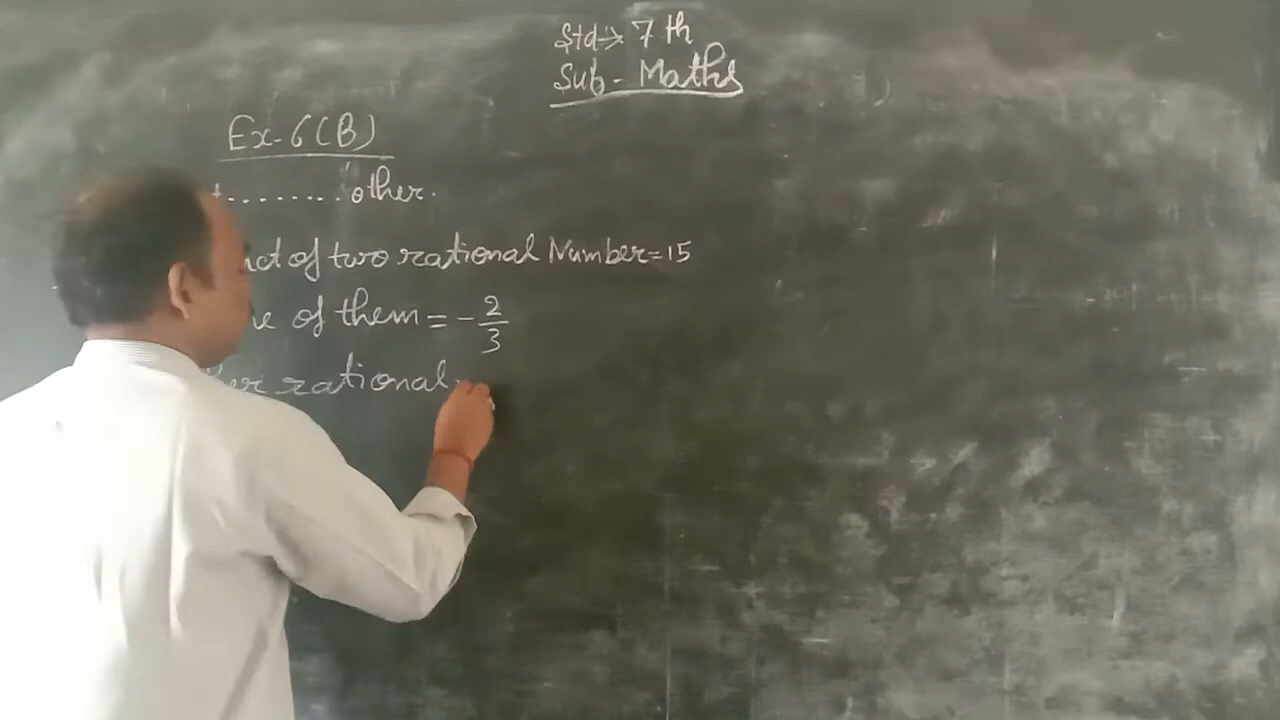 Std→ 7 th
Sub - Maths
Ex-6(B)
........ other.
of two rational Number=15
of them = -2/3
rational